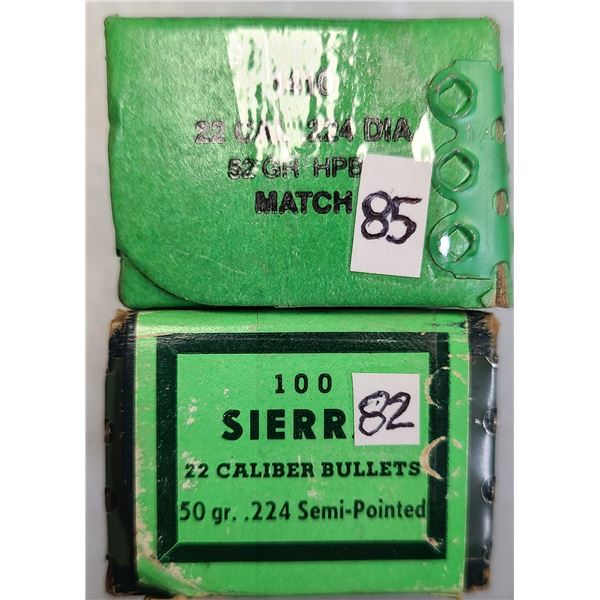 22 CAL .224 DIA
52 GR HPB
MATCH
85
100
SIERR
82
22 CALIBER BULLETS
50 gr. .224 Semi-Pointed